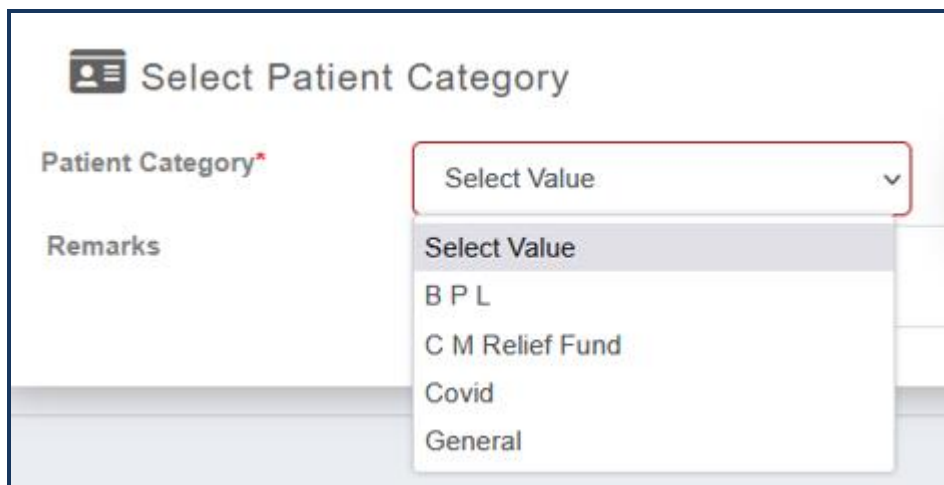 Select Patient Category
Patient Category*
Select Value
Remarks
Select Value
B P L
C M Relief Fund
Covid
General